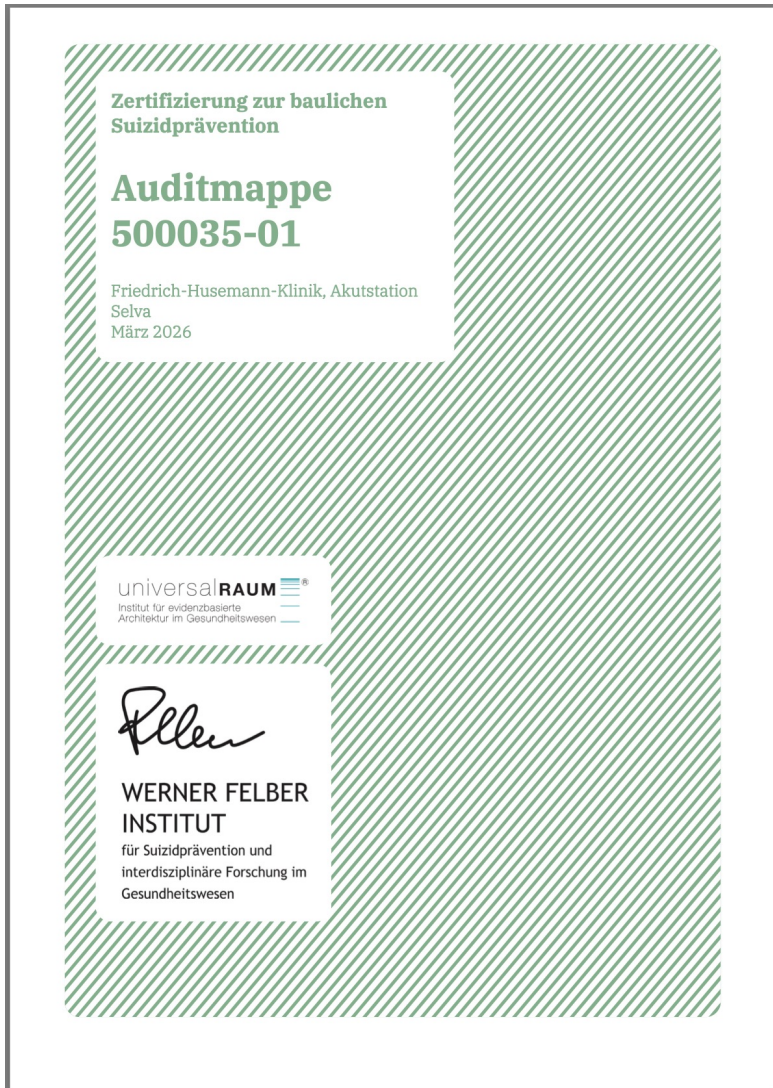 Zertifizierung zur baulichen
Suizidprävention
Auditmappe
500035-01
Friedrich-Husemann-Klinik, Akutstation
Selva
März 2026
universalRAUM ®
Institut für evidenzbasierte
Architektur im Gesundheitswesen
WERNER FELBER
INSTITUT
für Suizidprävention und
interdisziplinäre Forschung im
Gesundheitswesen